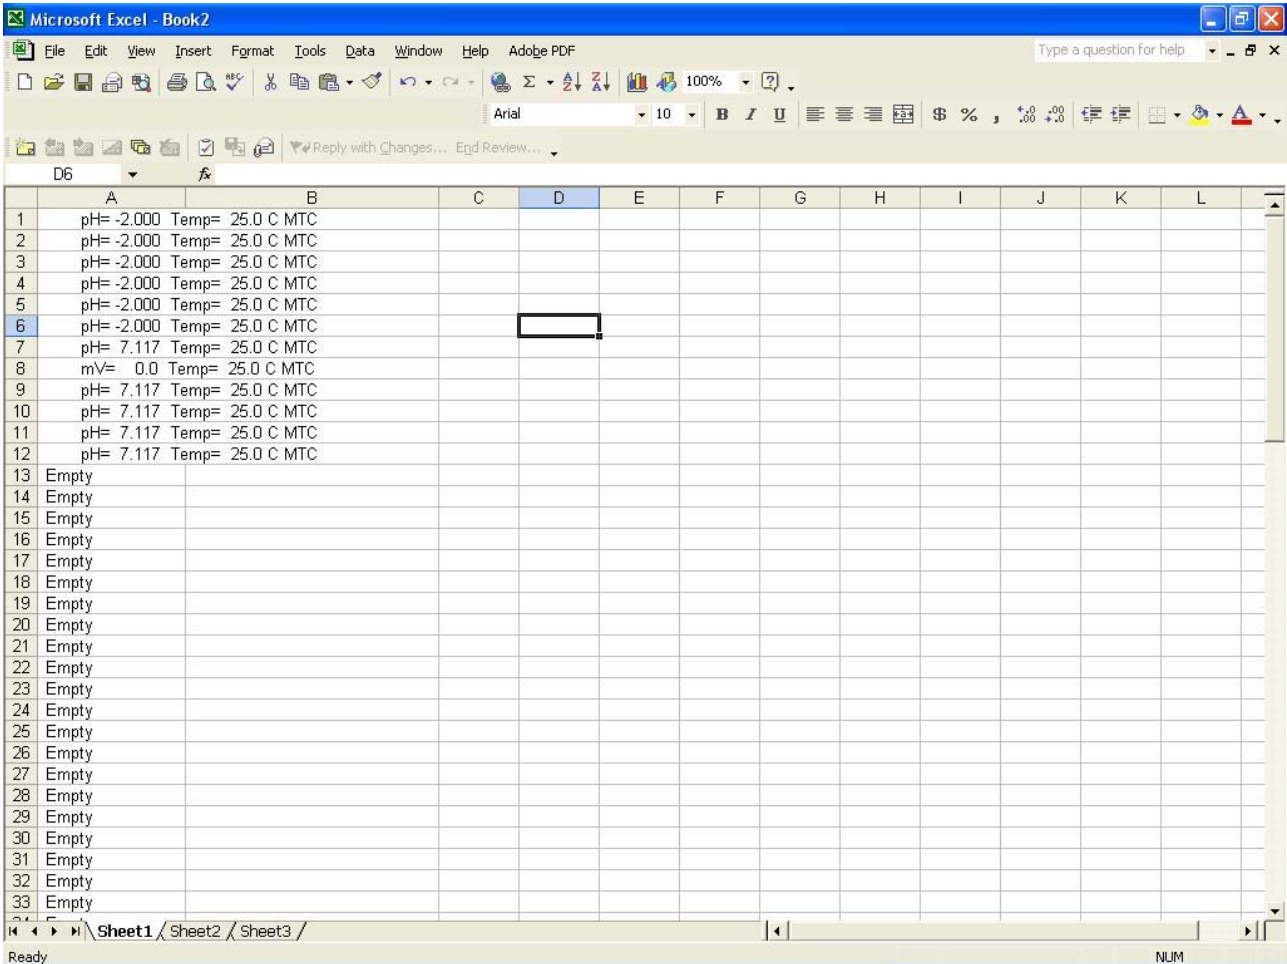 Microsoft Excel - Book2
File Edit View Insert Format Tools Data Window Help Adobe PDF Type a question for help
100%
Arial 10 B I U $ % ,
Reply with Changes... End Review...
D6 fx
A B C D E F G H I J K L
1 pH= -2.000 Temp= 25.0 C MTC
2 pH= -2.000 Temp= 25.0 C MTC
3 pH= -2.000 Temp= 25.0 C MTC
4 pH= -2.000 Temp= 25.0 C MTC
5 pH= -2.000 Temp= 25.0 C MTC
6 pH= -2.000 Temp= 25.0 C MTC
7 pH= 7.117 Temp= 25.0 C MTC
8 mV= 0.0 Temp= 25.0 C MTC
9 pH= 7.117 Temp= 25.0 C MTC
10 pH= 7.117 Temp= 25.0 C MTC
11 pH= 7.117 Temp= 25.0 C MTC
12 pH= 7.117 Temp= 25.0 C MTC
13 Empty
14 Empty
15 Empty
16 Empty
17 Empty
18 Empty
19 Empty
20 Empty
21 Empty
22 Empty
23 Empty
24 Empty
25 Empty
26 Empty
27 Empty
28 Empty
29 Empty
30 Empty
31 Empty
32 Empty
33 Empty
Sheet1 / Sheet2 / Sheet3 /
Ready NUM